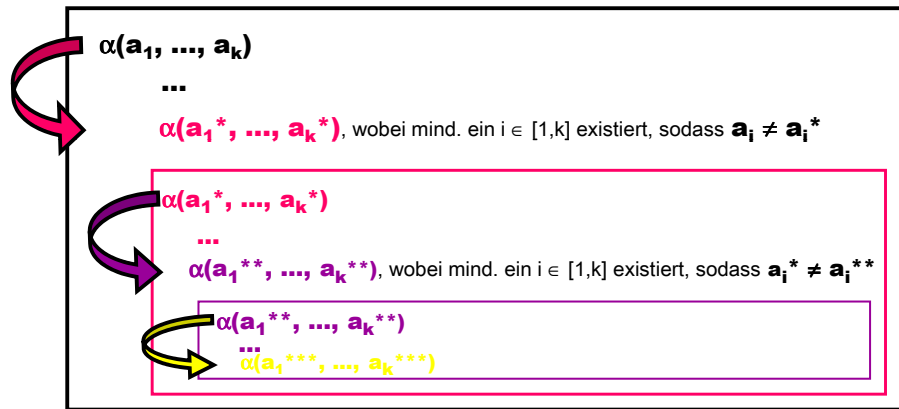 α(a₁, ..., aₖ)
...
α(a₁*, ..., aₖ*), wobei mind. ein i ∈ [1,k] existiert, sodass aᵢ ≠ aᵢ*
α(a₁*, ..., aₖ*)
...
α(a₁**, ..., aₖ**), wobei mind. ein i ∈ [1,k] existiert, sodass aᵢ* ≠ aᵢ**
α(a₁**, ..., aₖ**)
...
α(a₁***, ..., aₖ***)